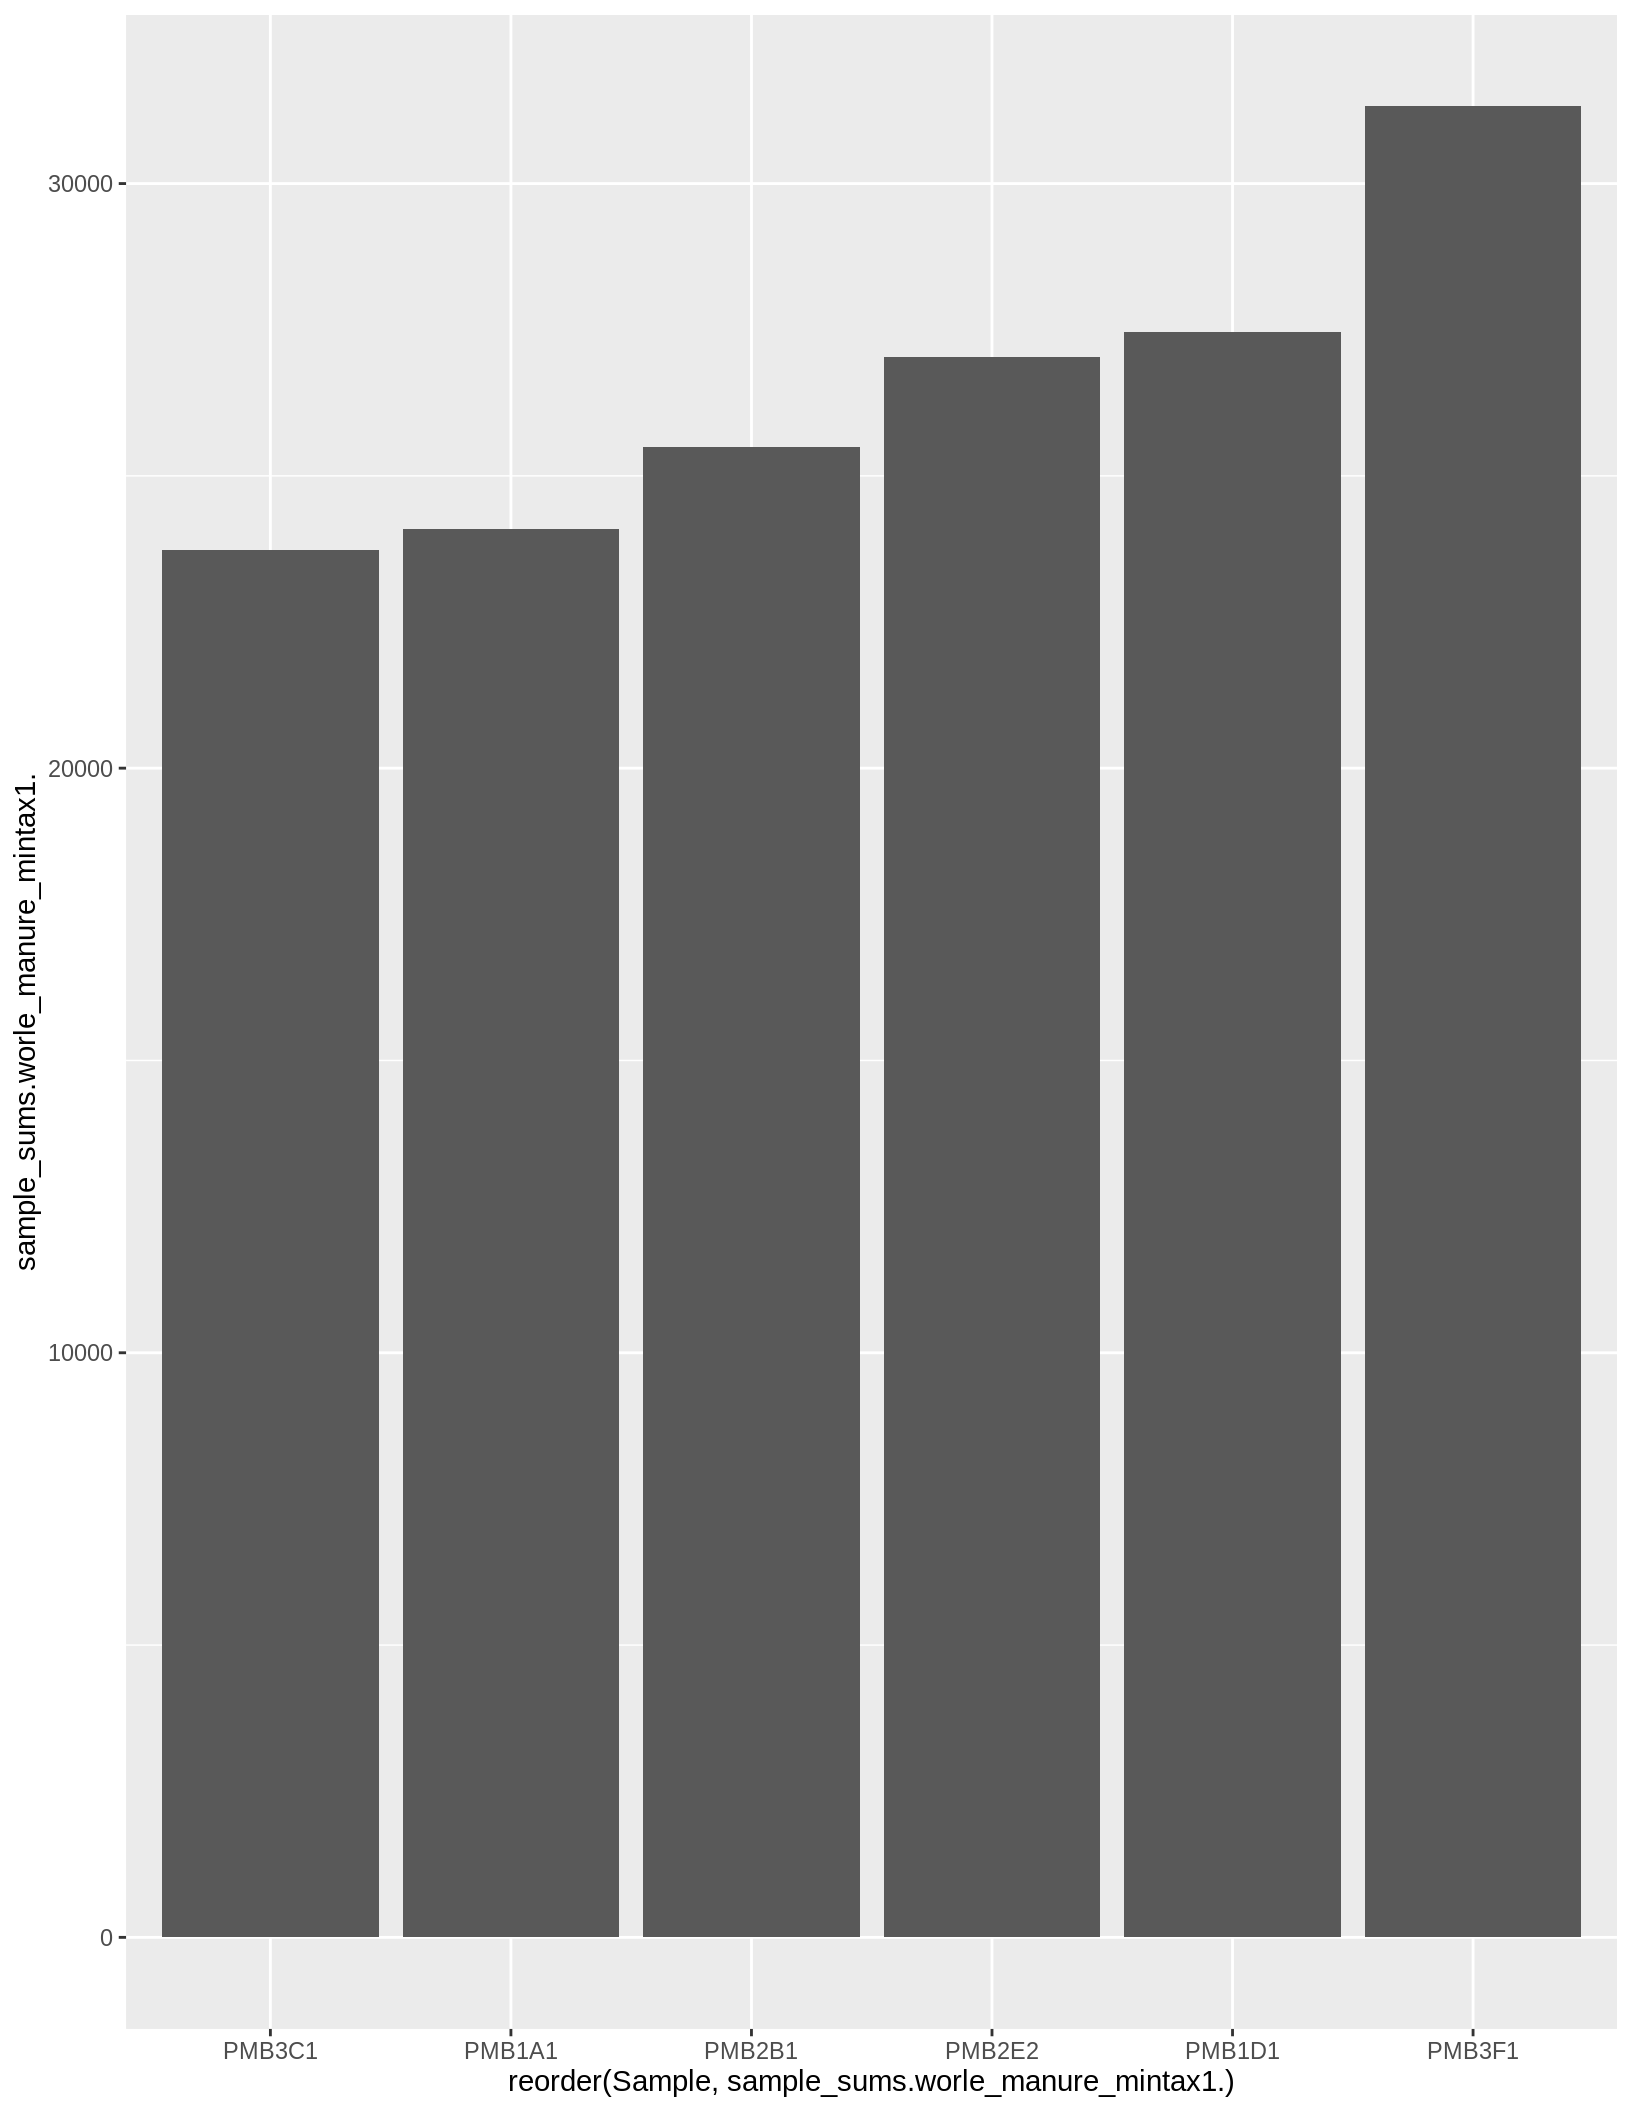 sample_sums.worle_manure_mintax1.
30000
20000
10000
0
PMB3C1 PMB1A1 PMB2B1 PMB2E2 PMB1D1 PMB3F1
reorder(Sample, sample_sums.worle_manure_mintax1.)